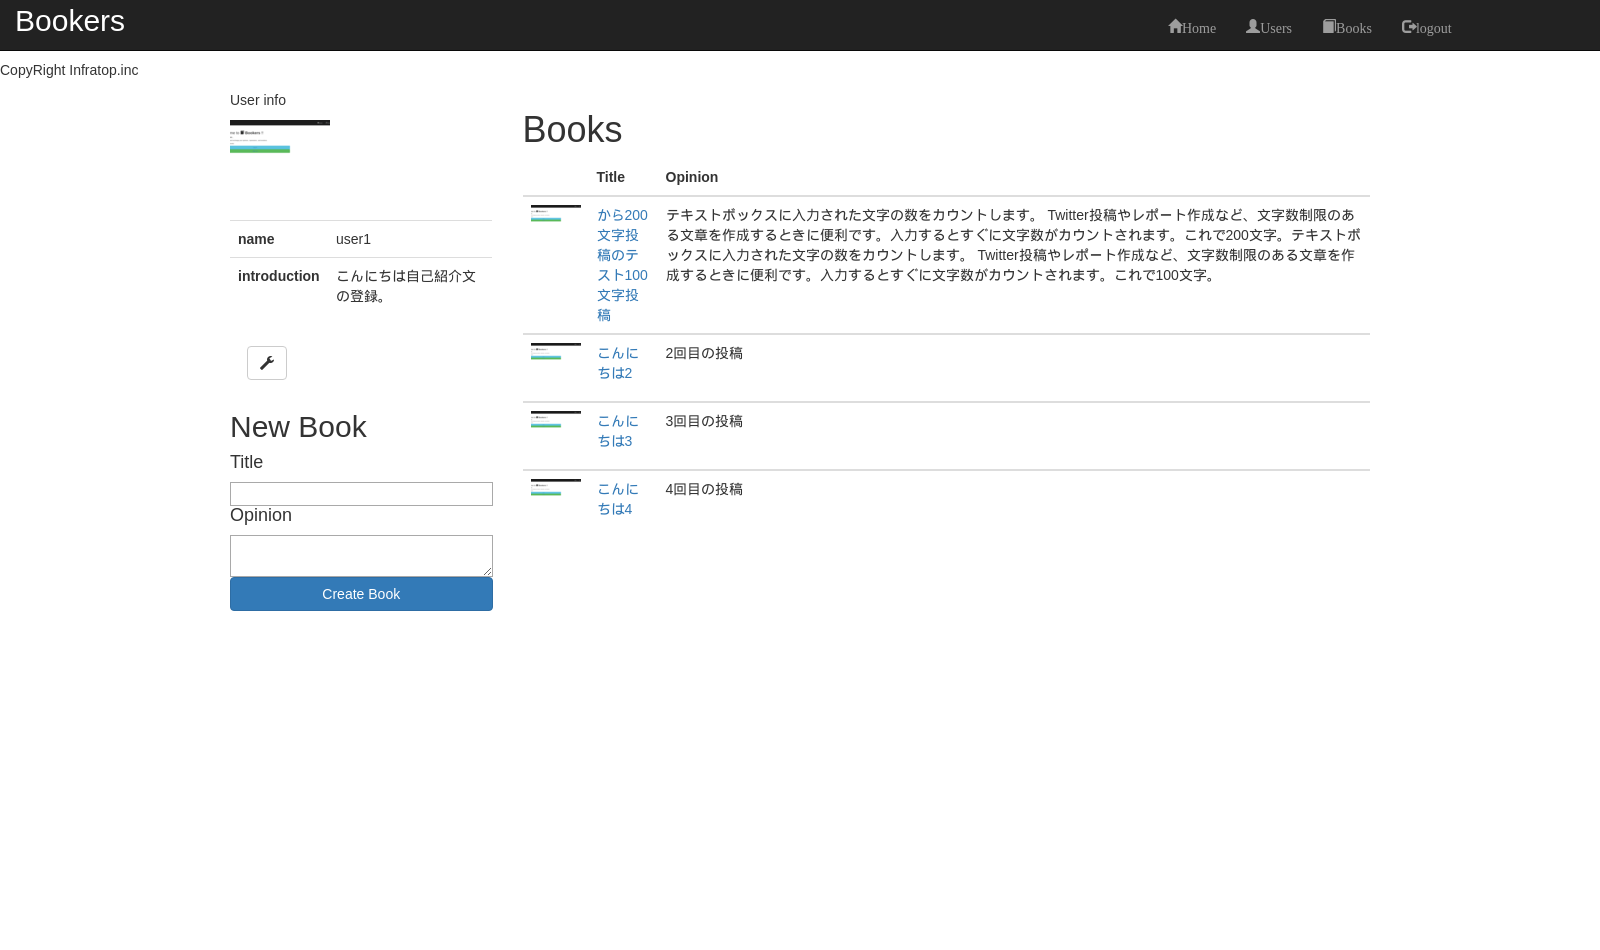 Bookers
Home Users Books logout
CopyRight Infratop.inc
User info
name user1
introduction こんにちは自己紹介文
の登録。
New Book
Title
Opinion
Create Book
Books
Title Opinion
から200
文字投
稿のテ
スト100
文字投
稿
テキストボックスに入力された文字の数をカウントします。 Twitter投稿やレポート作成など、文字数制限のあ
る文章を作成するときに便利です。入力するとすぐに文字数がカウントされます。これで200文字。テキストボ
ックスに入力された文字の数をカウントします。 Twitter投稿やレポート作成など、文字数制限のある文章を作
成するときに便利です。入力するとすぐに文字数がカウントされます。これで100文字。
こんに
ちは2
2回目の投稿
こんに
ちは3
3回目の投稿
こんに
ちは4
4回目の投稿